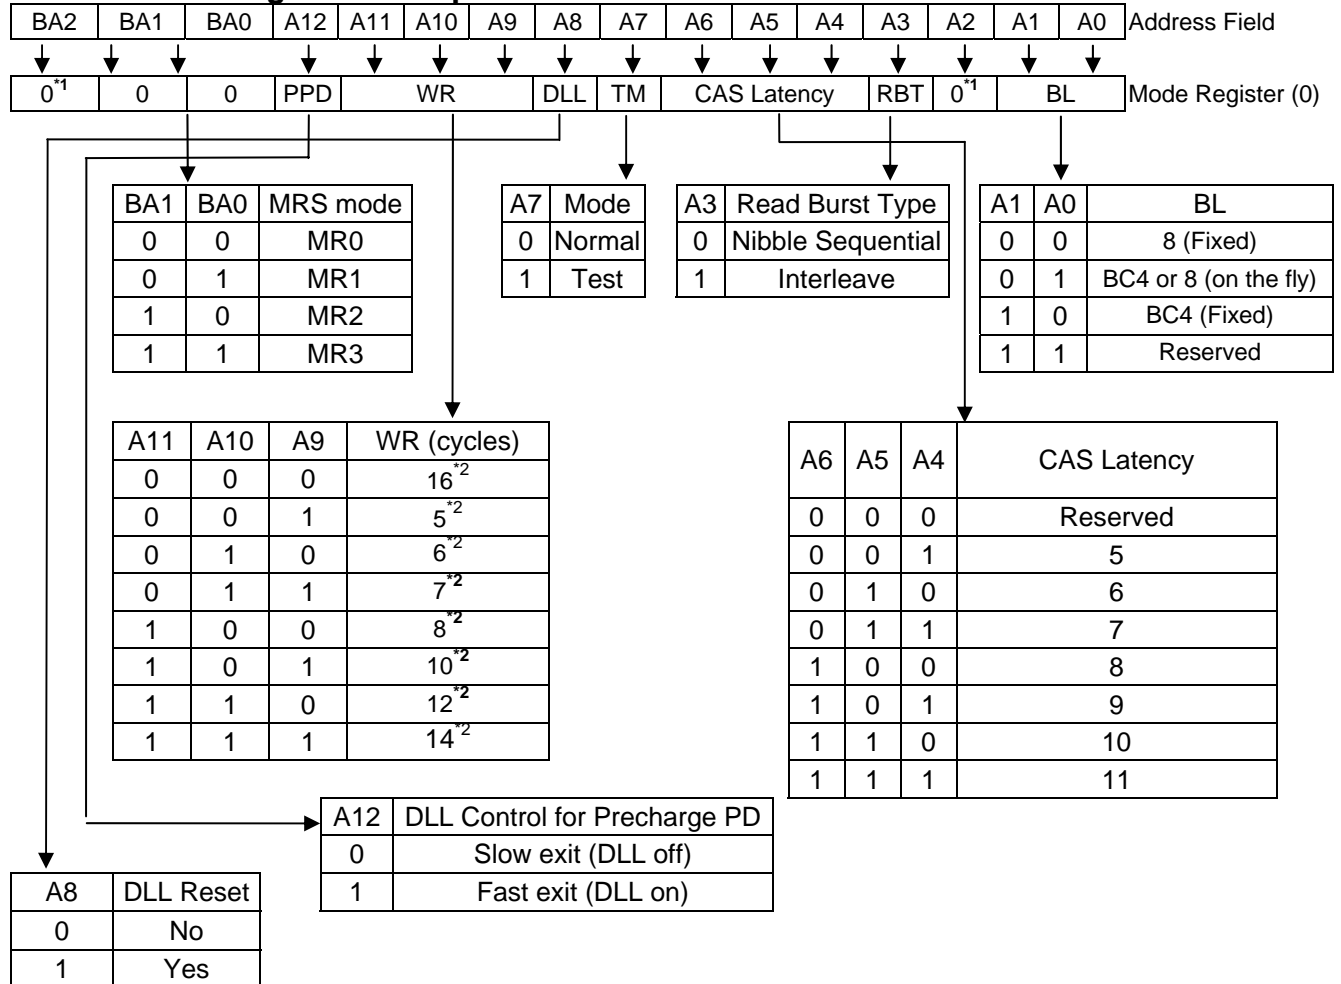 BA2 BA1 BA0 A12 A11 A10 A9 A8 A7 A6 A5 A4 A3 A2 A1 A0 Address Field
0*1 0 0 PPD WR DLL TM CAS Latency RBT 0*1 BL Mode Register (0)
BA1 BA0 MRS mode
0 0 MR0
0 1 MR1
1 0 MR2
1 1 MR3
A7 Mode
0 Normal
1 Test
A3 Read Burst Type
0 Nibble Sequential
1 Interleave
A1 A0 BL
0 0 8 (Fixed)
0 1 BC4 or 8 (on the fly)
1 0 BC4 (Fixed)
1 1 Reserved
A11 A10 A9 WR (cycles)
0 0 0 16*2
0 0 1 5*2
0 1 0 6*2
0 1 1 7*2
1 0 0 8*2
1 0 1 10*2
1 1 0 12*2
1 1 1 14*2
A6 A5 A4 CAS Latency
0 0 0 Reserved
0 0 1 5
0 1 0 6
0 1 1 7
1 0 0 8
1 0 1 9
1 1 0 10
1 1 1 11
A12 DLL Control for Precharge PD
0 Slow exit (DLL off)
1 Fast exit (DLL on)
A8 DLL Reset
0 No
1 Yes